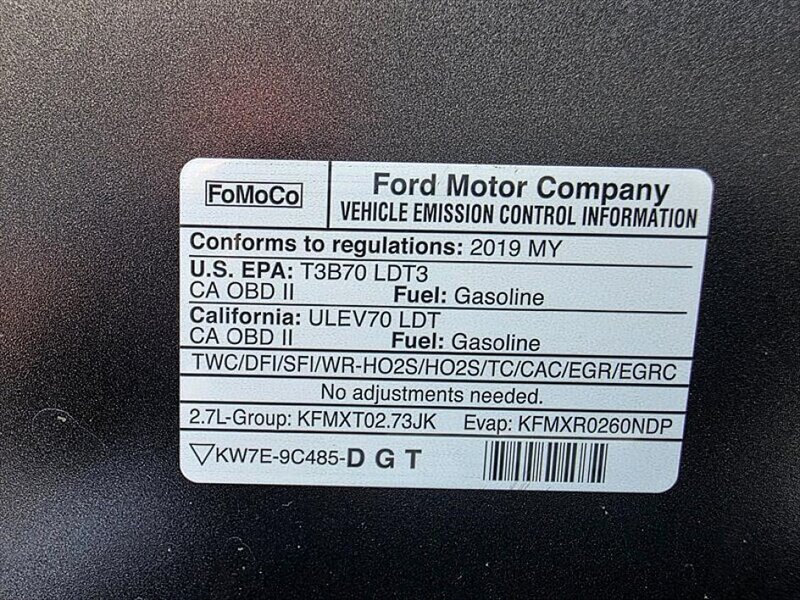 FoMoCo
Ford Motor Company
VEHICLE EMISSION CONTROL INFORMATION
Conforms to regulations: 2019 MY
U.S. EPA: T3B70 LDT3
CA OBD II Fuel: Gasoline
California: ULEV70 LDT
CA OBD II Fuel: Gasoline
TWC/DFI/SFI/WR-HO2S/HO2S/TC/CAC/EGR/EGRC
No adjustments needed.
2.7L-Group: KFMXT02.73JK Evap: KFMXR0260NDP
▽KW7E-9C485-D G T